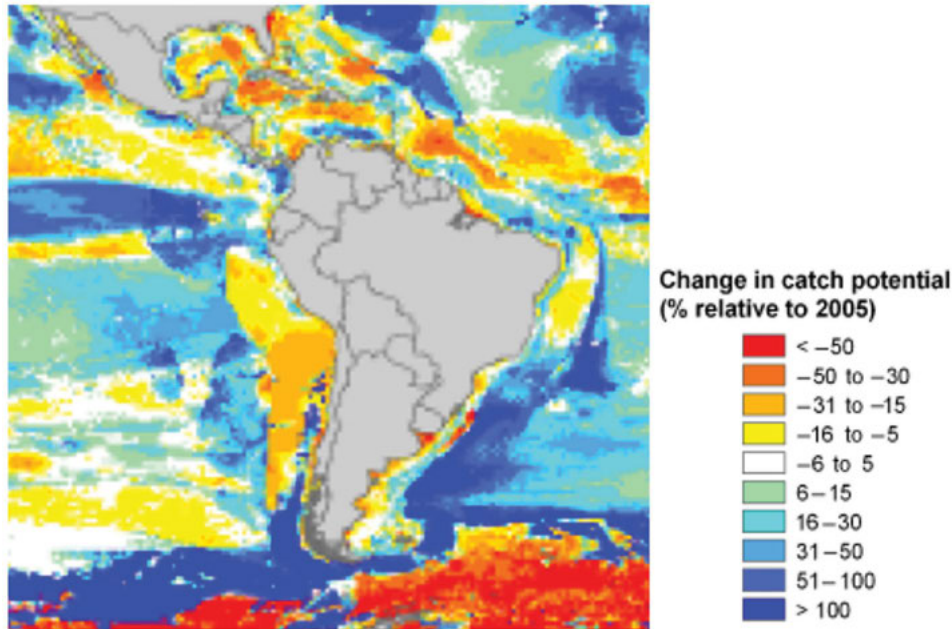 Change in catch potential
(% relative to 2005)
< –50
–50 to –30
–31 to –15
–16 to –5
–6 to 5
6–15
16–30
31–50
51–100
> 100